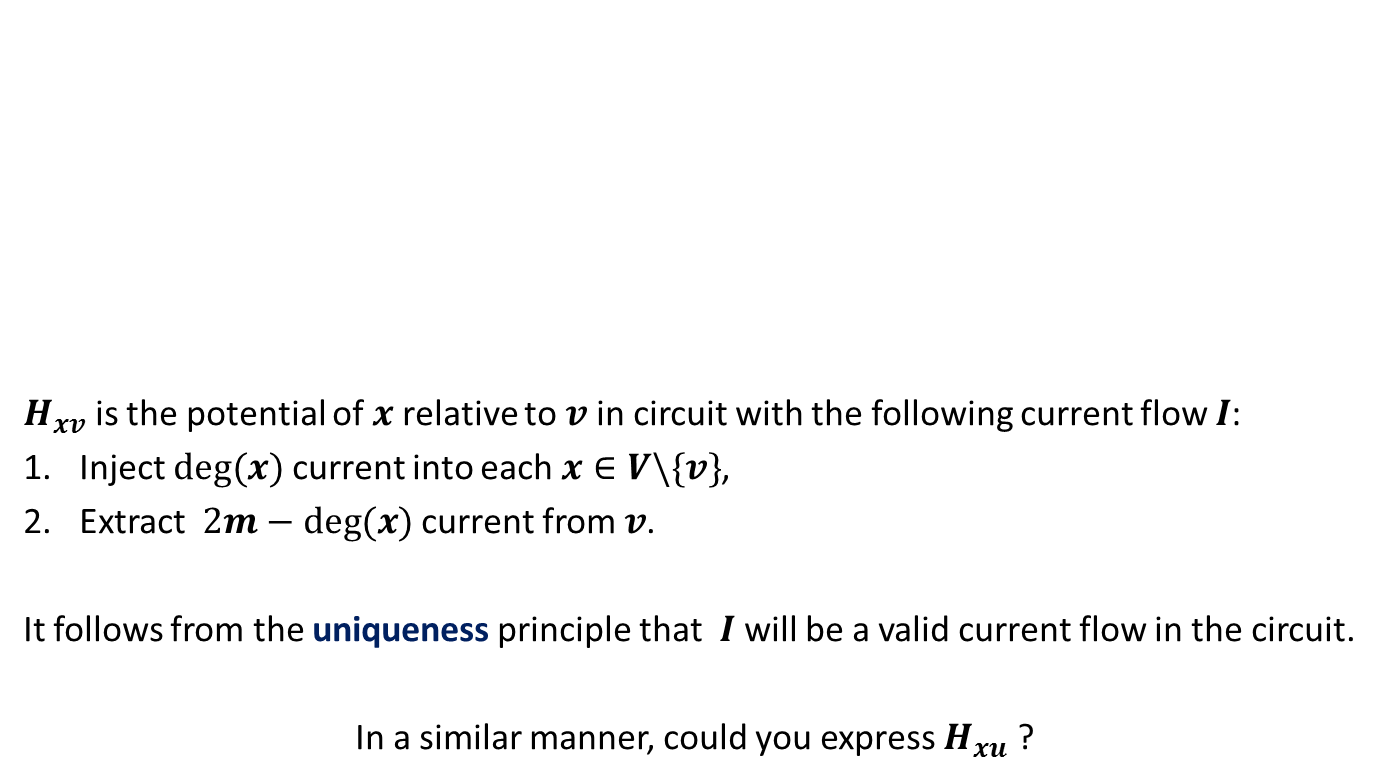 H_xv is the potential of x relative to v in circuit with the following current flow I:
1. Inject deg(x) current into each x ∈ V\{v},
2. Extract 2m − deg(x) current from v.
It follows from the uniqueness principle that I will be a valid current flow in the circuit.
In a similar manner, could you express H_xu ?